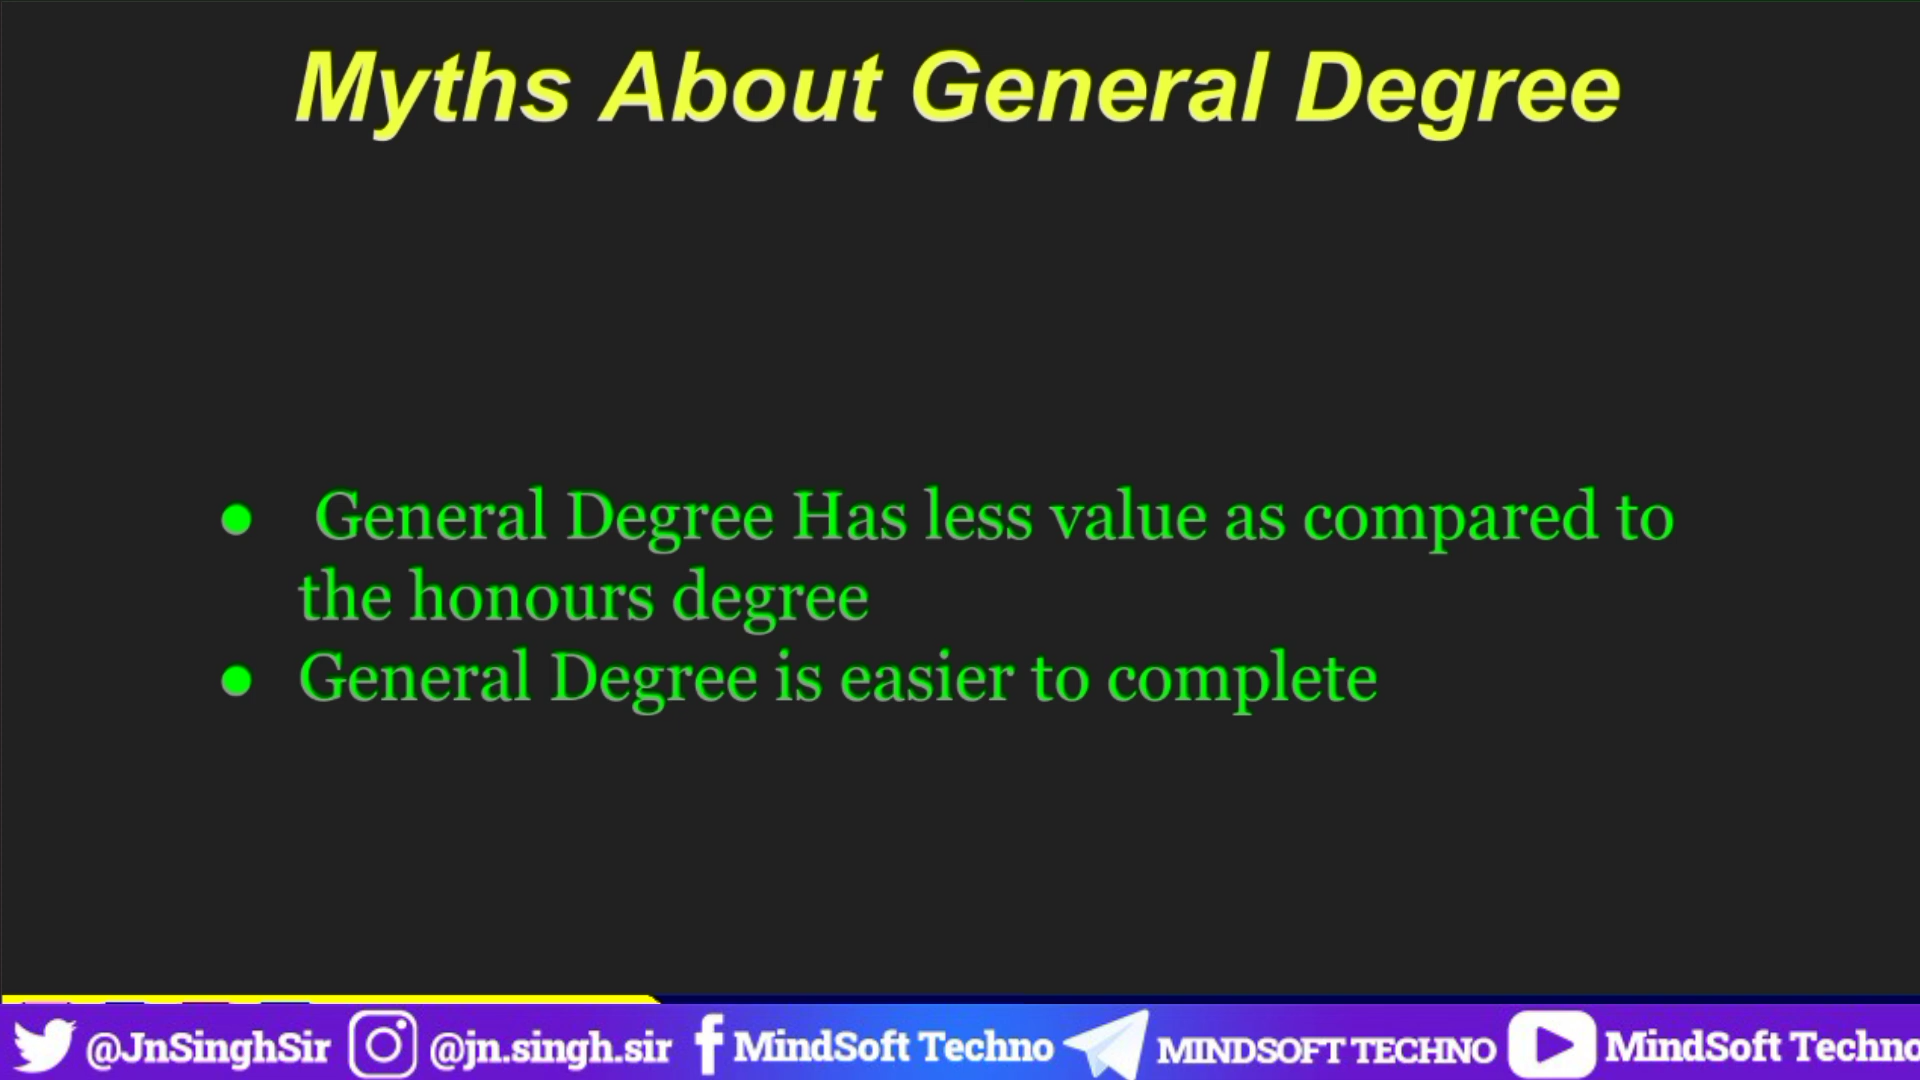 Myths About General Degree
● General Degree Has less value as compared to
the honours degree
● General Degree is easier to complete
@JnSinghSir @jn.singh.sir MindSoft Techno MINDSOFT TECHNO MindSoft Techno